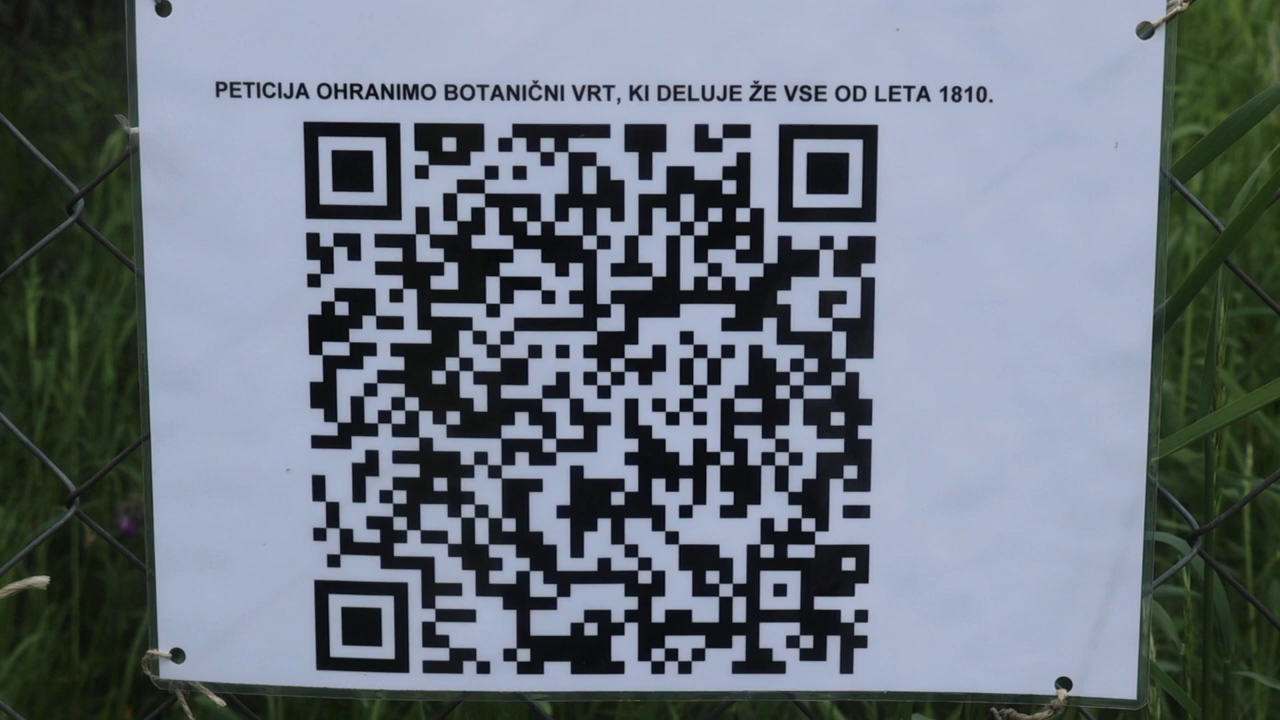 PETICIJA OHRANIMO BOTANIČNI VRT, KI DELUJE ŽE VSE OD LETA 1810.